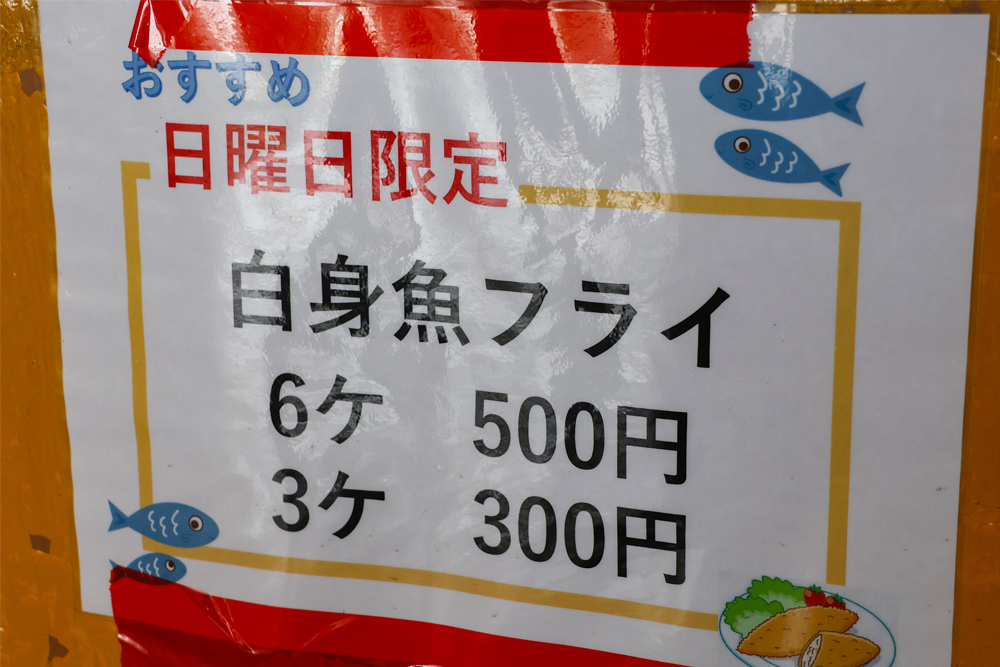 おすすめ
日曜日限定
白身魚フライ
6ケ 500円
3ケ 300円